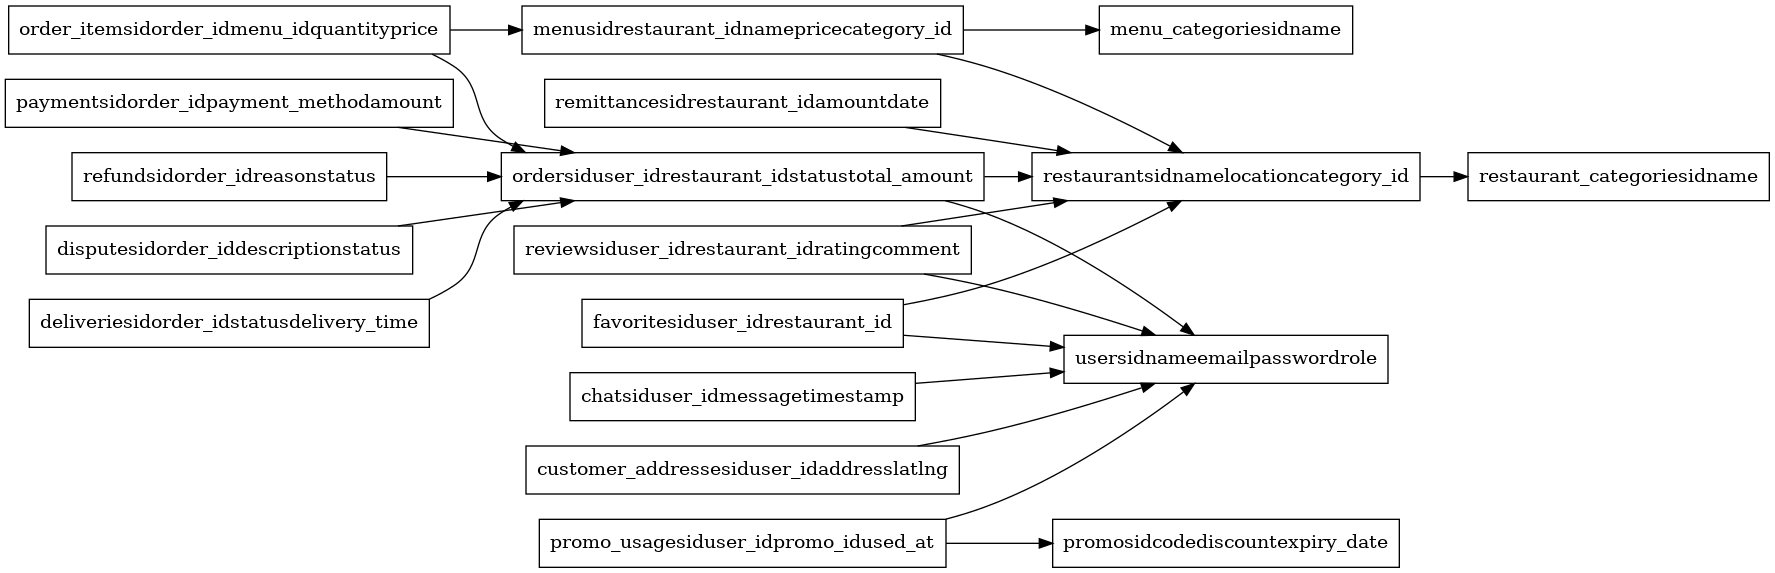 order_itemsidorder_idmenu_idquantityprice
menusidrestaurant_idnamepricecategory_id
menu_categoriesidname
paymentsidorder_idpayment_methodamount
remittancesidrestaurant_idamountdate
refundsidorder_idreasonstatus
ordersiduser_idrestaurant_idstatustotal_amount
restaurantsidnamelocationcategory_id
restaurant_categoriesidname
disputesidorder_iddescriptionstatus
reviewsiduser_idrestaurant_idratingcomment
deliveriesidorder_idstatusdelivery_time
favoritesiduser_idrestaurant_id
usersidnameemailpasswordrole
chatsiduser_idmessagetimestamp
customer_addressesiduser_idaddresslatlng
promo_usagesiduser_idpromo_idused_at
promosidcodediscountexpiry_date